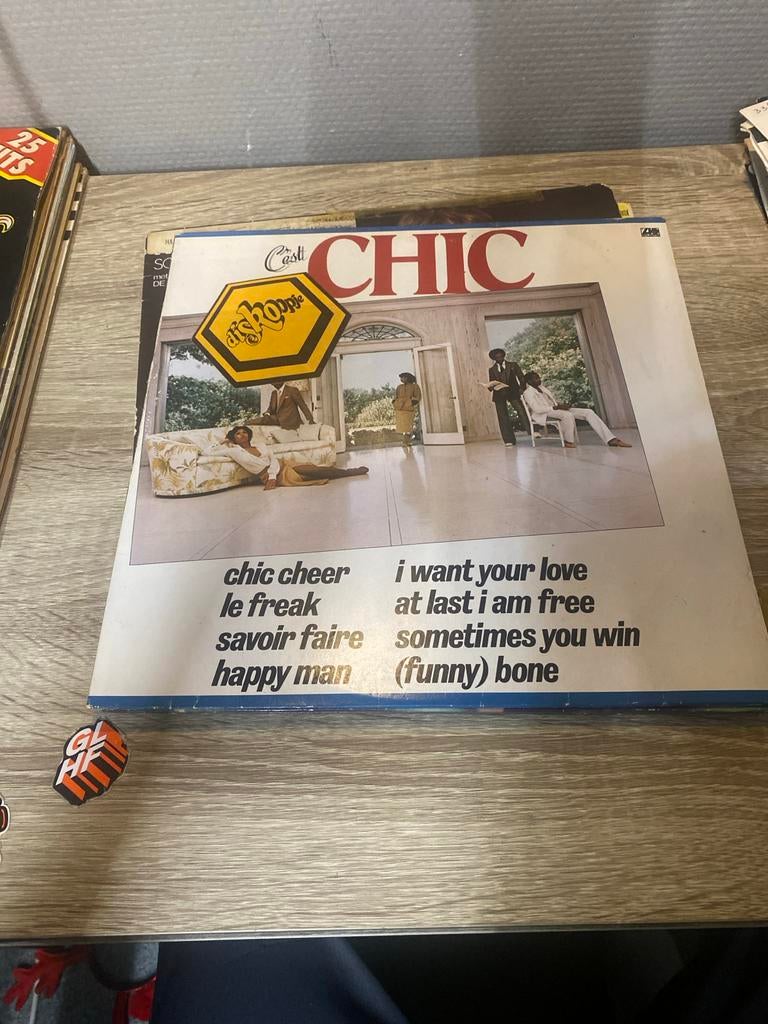 25
C'est
CHIC
diskoopje
chic cheer
le freak
savoir faire
happy man
i want your love
at last i am free
sometimes you win
(funny) bone
GL
HF